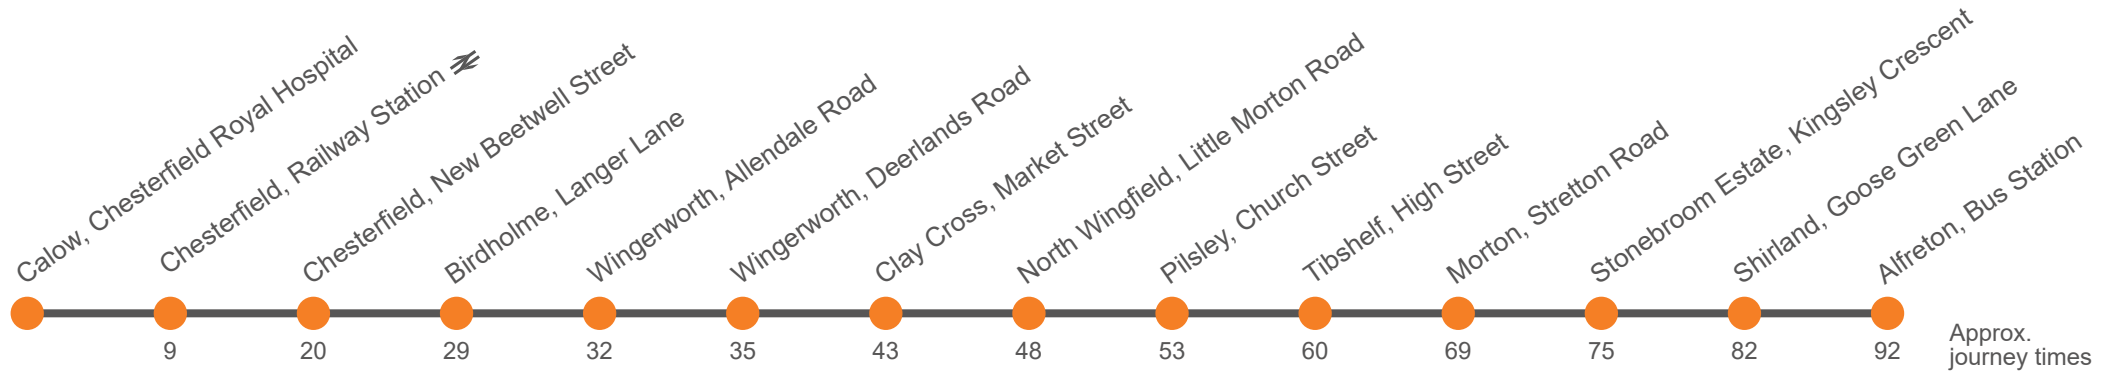 Calow, Chesterfield Royal Hospital
Chesterfield, Railway Station
Chesterfield, New Beetwell Street
Birdholme, Langer Lane
Wingerworth, Allendale Road
Wingerworth, Deerlands Road
Clay Cross, Market Street
North Wingfield, Little Morton Road
Pilsley, Church Street
Tibshelf, High Street
Morton, Stretton Road
Stonebroom Estate, Kingsley Crescent
Shirland, Goose Green Lane
Alfreton, Bus Station
9 20 29 32 35 43 48 53 60 69 75 82 92
Approx.
journey times